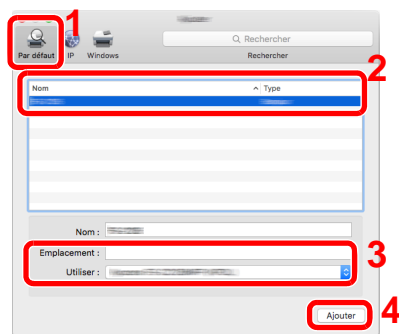 1
Rechercher
Par défaut IP Windows
Rechercher
2
Nom Type
Nom :
Emplacement :
3
Utiliser :
Ajouter
4